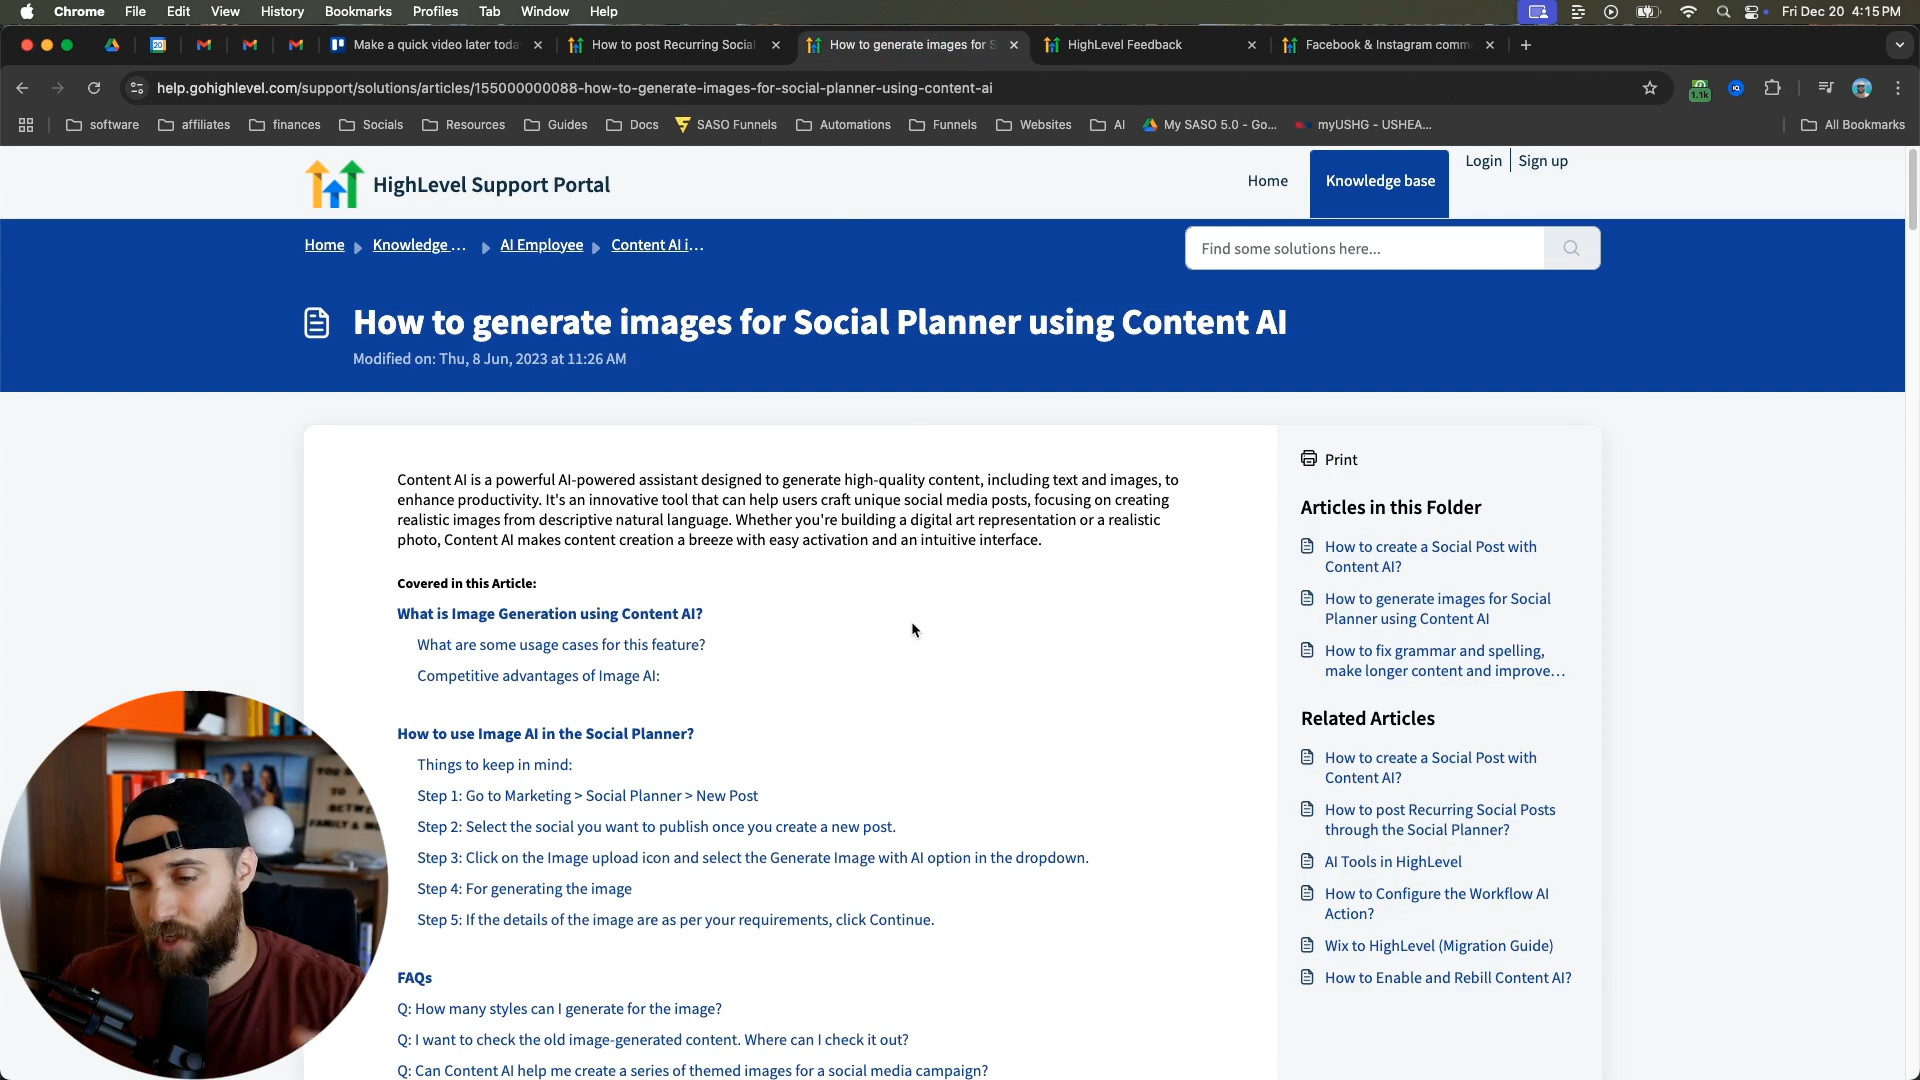 Chrome File Edit View History Bookmarks Profiles Tab Window Help
Fri Dec 20 4:15 PM
20
Make a quick video later toda
How to post Recurring Social
How to generate images for S
HighLevel Feedback
Facebook & Instagram comm
help.gohighlevel.com/support/solutions/articles/155000000088-how-to-generate-images-for-social-planner-using-content-ai
1.1k
software affiliates finances Socials Resources Guides Docs SASO Funnels Automations Funnels Websites AI My SASO 5.0 - Go... myUSHG - USHEA... All Bookmarks
HighLevel Support Portal
Home
Knowledge base
Login
Sign up
Home Knowledge ... AI Employee Content AI i...
Find some solutions here...
How to generate images for Social Planner using Content AI
Modified on: Thu, 8 Jun, 2023 at 11:26 AM
Content AI is a powerful AI-powered assistant designed to generate high-quality content, including text and images, to
enhance productivity. It's an innovative tool that can help users craft unique social media posts, focusing on creating
realistic images from descriptive natural language. Whether you're building a digital art representation or a realistic
photo, Content AI makes content creation a breeze with easy activation and an intuitive interface.
Covered in this Article:
What is Image Generation using Content AI?
What are some usage cases for this feature?
Competitive advantages of Image AI:
How to use Image AI in the Social Planner?
Things to keep in mind:
Step 1: Go to Marketing > Social Planner > New Post
Step 2: Select the social you want to publish once you create a new post.
Step 3: Click on the Image upload icon and select the Generate Image with AI option in the dropdown.
Step 4: For generating the image
Step 5: If the details of the image are as per your requirements, click Continue.
FAQs
Q: How many styles can I generate for the image?
Q: I want to check the old image-generated content. Where can I check it out?
Q: Can Content AI help me create a series of themed images for a social media campaign?
Print
Articles in this Folder
How to create a Social Post with
Content AI?
How to generate images for Social
Planner using Content AI
How to fix grammar and spelling,
make longer content and improve...
Related Articles
How to create a Social Post with
Content AI?
How to post Recurring Social Posts
through the Social Planner?
AI Tools in HighLevel
How to Configure the Workflow AI
Action?
Wix to HighLevel (Migration Guide)
How to Enable and Rebill Content AI?